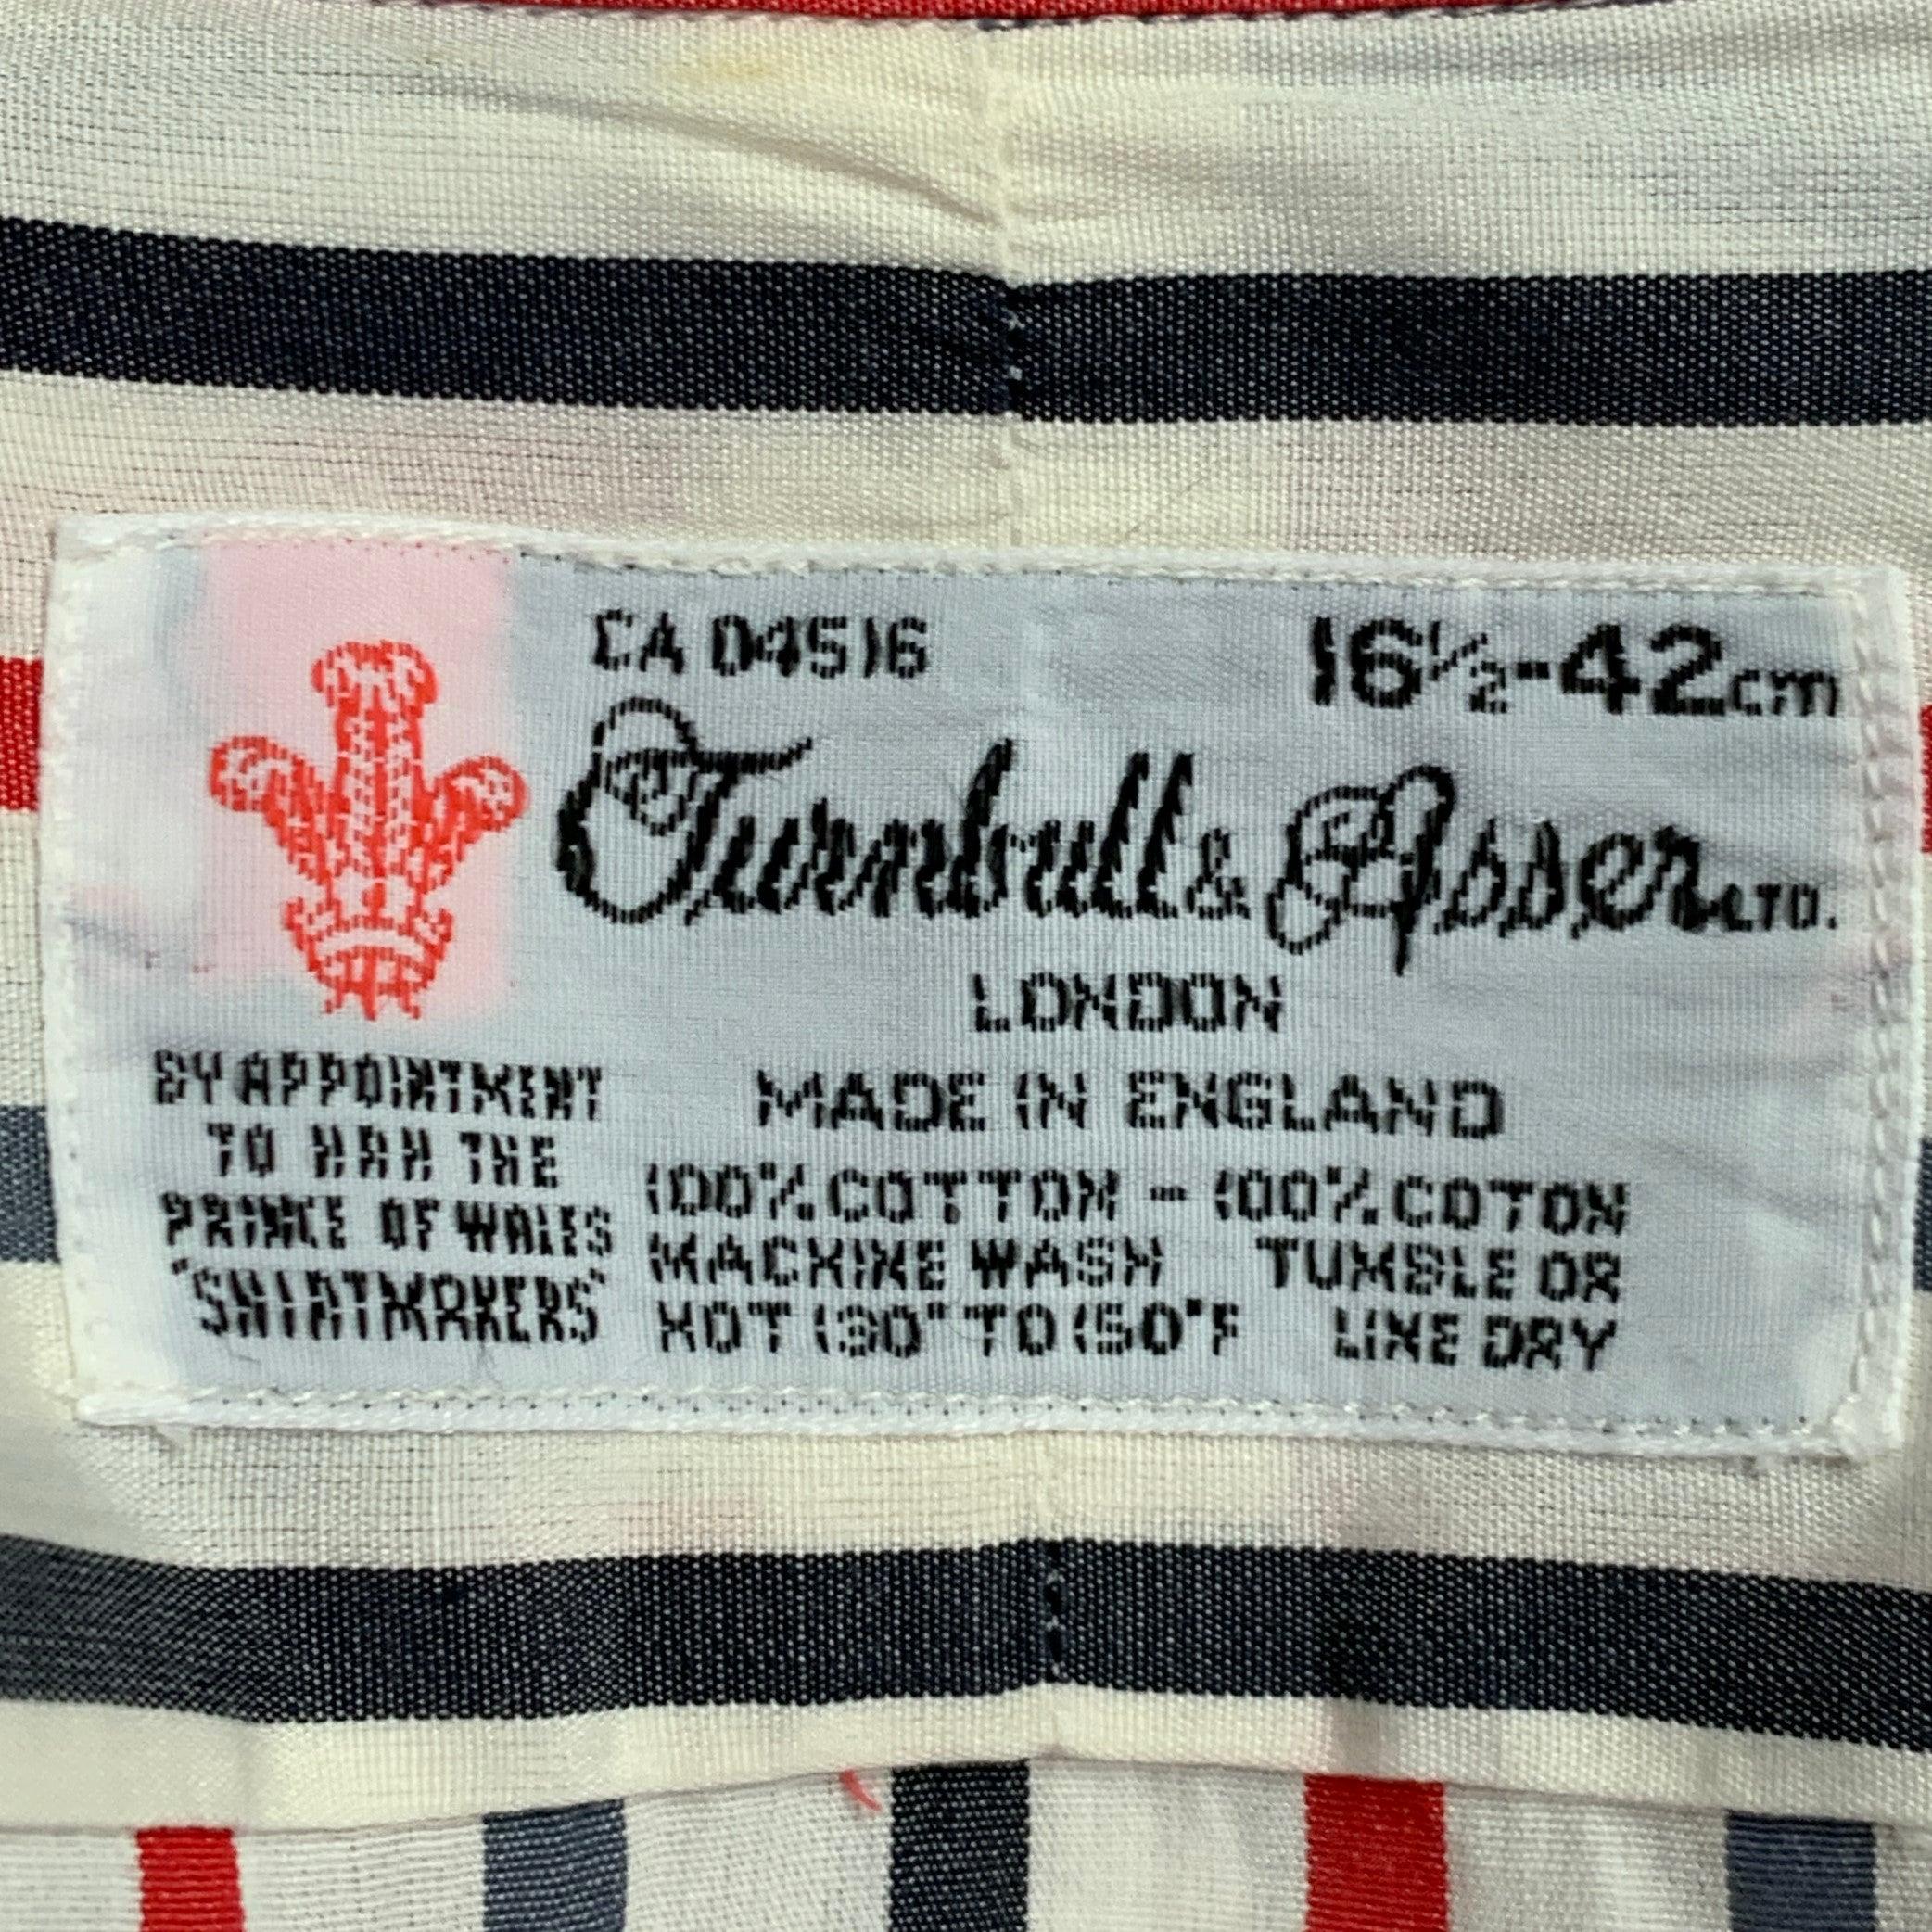 CA 04516
16½-42cm
Turnbull & Asser LTD.
LONDON
MADE IN ENGLAND
BY APPOINTMENT
TO HRH THE
PRINCE OF WALES
'SHIRTMAKERS'
100% COTTON - 100% COTON
MACHINE WASH TUMBLE OR
HOT 130° TO 150°F LINE DRY